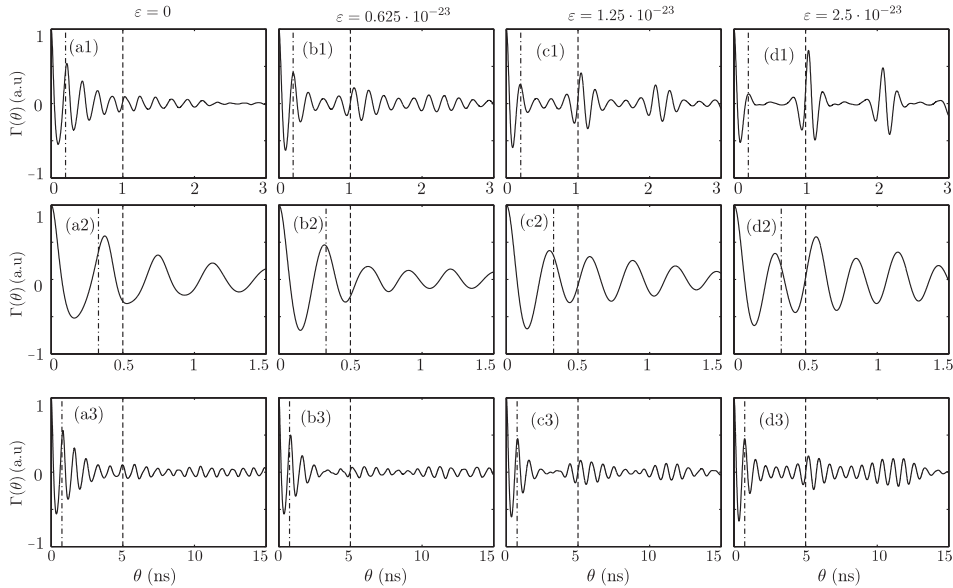 ε = 0 ε = 0.625 · 10⁻²³ ε = 1.25 · 10⁻²³ ε = 2.5 · 10⁻²³
Γ(θ) (a.u)
1
0
−1
(a1) (b1) (c1) (d1)
0 1 2 3 0 1 2 3 0 1 2 3 0 1 2 3
Γ(θ) (a.u)
1
0
−1
(a2) (b2) (c2) (d2)
0 0.5 1 1.5 0 0.5 1 1.5 0 0.5 1 1.5 0 0.5 1 1.5
Γ(θ) (a.u)
1
0
−1
(a3) (b3) (c3) (d3)
0 5 10 15 0 5 10 15 0 5 10 15 0 5 10 15
θ (ns) θ (ns) θ (ns) θ (ns)